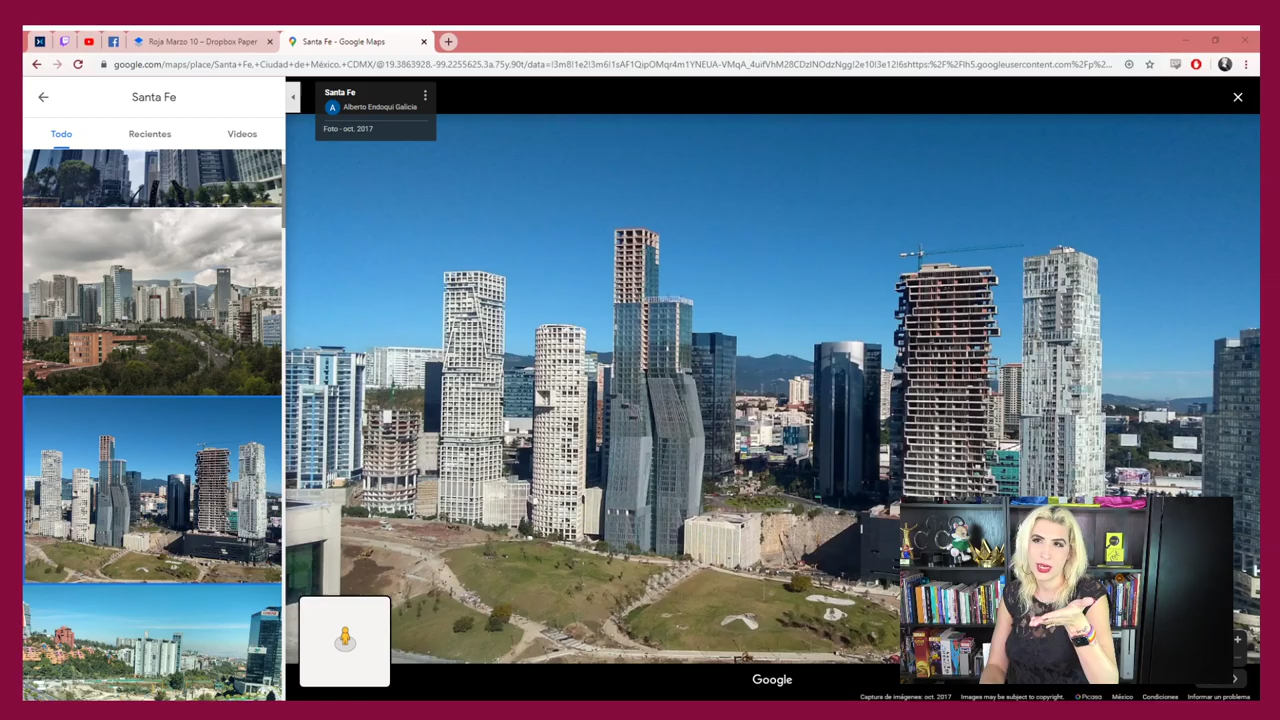 Roja Marzo 10 – Dropbox Paper
Santa Fe - Google Maps
google.com/maps/place/Santa+Fe,+Ciudad+de+México,+CDMX/@19.3863928,-99.2255625,3a,75y,90t/data=
Santa Fe
Todo
Recientes
Videos
Santa Fe
A
Alberto Endoqui Galicia
Foto - oct. 2017
Google
Captura de imágenes: oct. 2017
Images may be subject to copyright.
Picasa
México
Condiciones
Informar un problema